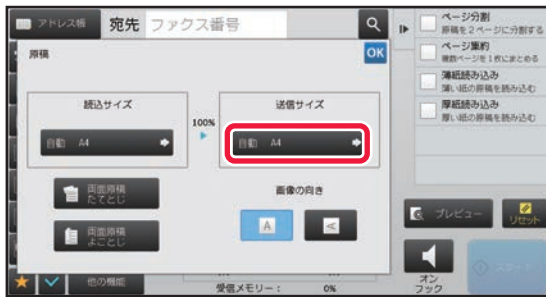 アドレス帳
宛先
ファックス番号
ページ分割
原稿を2ページに分割する
ページ集約
複数ページを1枚にまとめる
薄紙読み込み
薄い紙の原稿を読み込む
厚紙読み込み
厚い紙の原稿を読み込む
原稿
OK
読込サイズ
100%
送信サイズ
自動 A4
自動 A4
両面原稿
たてとじ
両面原稿
よことじ
画像の向き
A
A
プレビュー
リセット
他の機能
受信メモリー:
0%
オン
フック
スタート